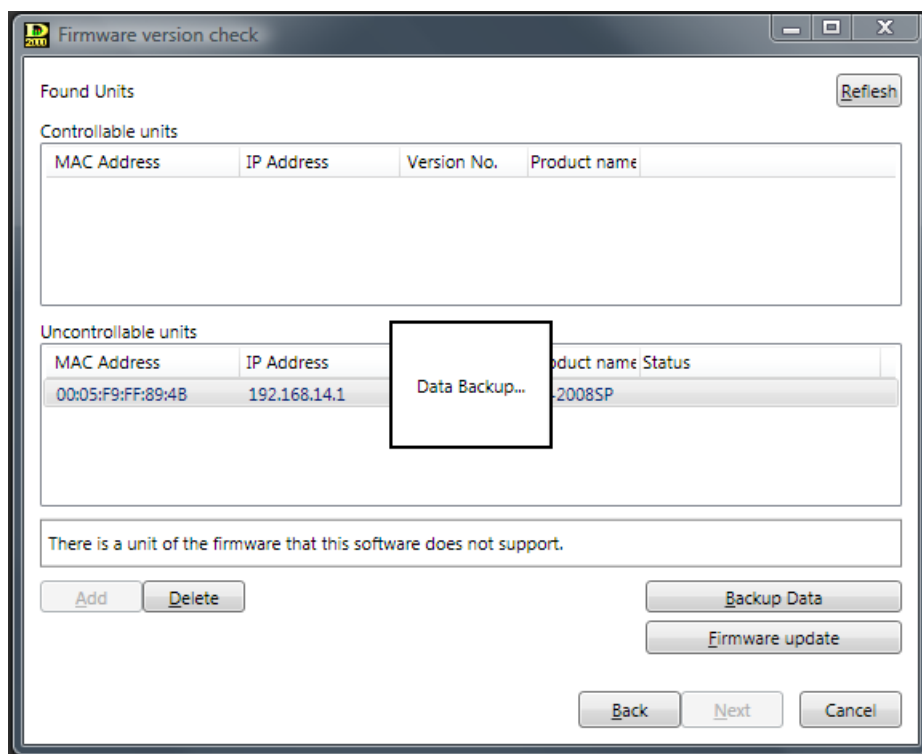 Firmware version check
Found Units
Reflesh
Controllable units
MAC Address IP Address Version No. Product name
Uncontrollable units
MAC Address IP Address oduct name Status
00:05:F9:FF:89:4B 192.168.14.1 -2008SP
Data Backup...
There is a unit of the firmware that this software does not support.
Add Delete Backup Data
Firmware update
Back Next Cancel